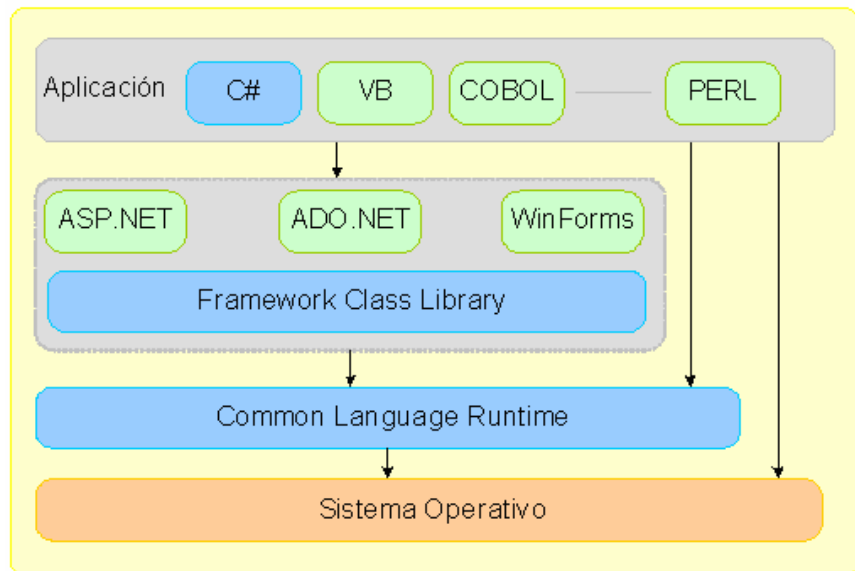 Aplicación
C#
VB
COBOL
PERL
ASP.NET
ADO.NET
WinForms
Framework Class Library
Common Language Runtime
Sistema Operativo